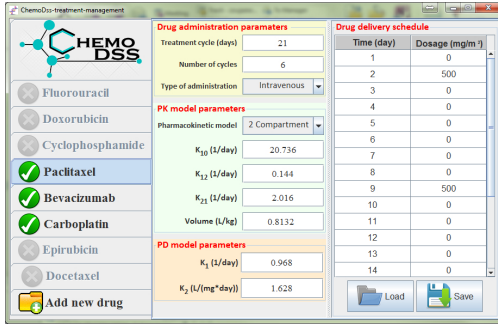 ChemoDss-treatment-management
CHEMO
DSS
Fluorouracil
Doxorubicin
Cyclophosphamide
Paclitaxel
Bevacizumab
Carboplatin
Epirubicin
Docetaxel
Add new drug
Drug administration paramaters
Treatment cycle (days) 21
Number of cycles 6
Type of administration Intravenous
PK model parameters
Pharmacokinetic model 2 Compartment
K10 (1/day) 20.736
K12 (1/day) 0.144
K21 (1/day) 2.016
Volume (L/kg) 0.8132
PD model parameters
K1 (1/day) 0.968
K2 (L/(mg*day)) 1.628
Drug delivery schedule
Time (day) Dosage (mg/m³)
1 0
2 500
3 0
4 0
5 0
6 0
7 0
8 0
9 500
10 0
11 0
12 0
13 0
14 0
Load Save